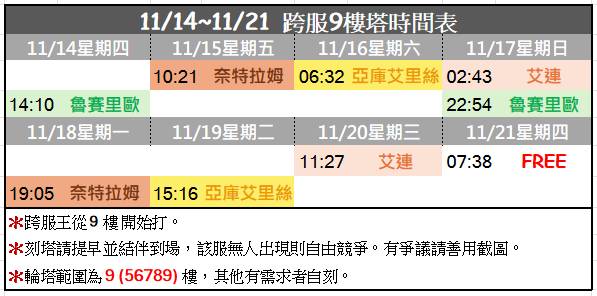 11/14~11/21 跨服9樓塔時間表
11/14星期四 11/15星期五 11/16星期六 11/17星期日
10:21 奈特拉姆 06:32 亞庫艾里絲 02:43 艾連
14:10 魯賽里歐 22:54 魯賽里歐
11/18星期一 11/19星期二 11/20星期三 11/21星期四
11:27 艾連 07:38 FREE
19:05 奈特拉姆 15:16 亞庫艾里絲
*跨服王從9樓開始打。
*刻塔請提早並結伴到場，該服無人出現則自由競爭。有爭議請善用截圖。
*輪塔範圍為9(56789)樓，其他有需求者自刻。